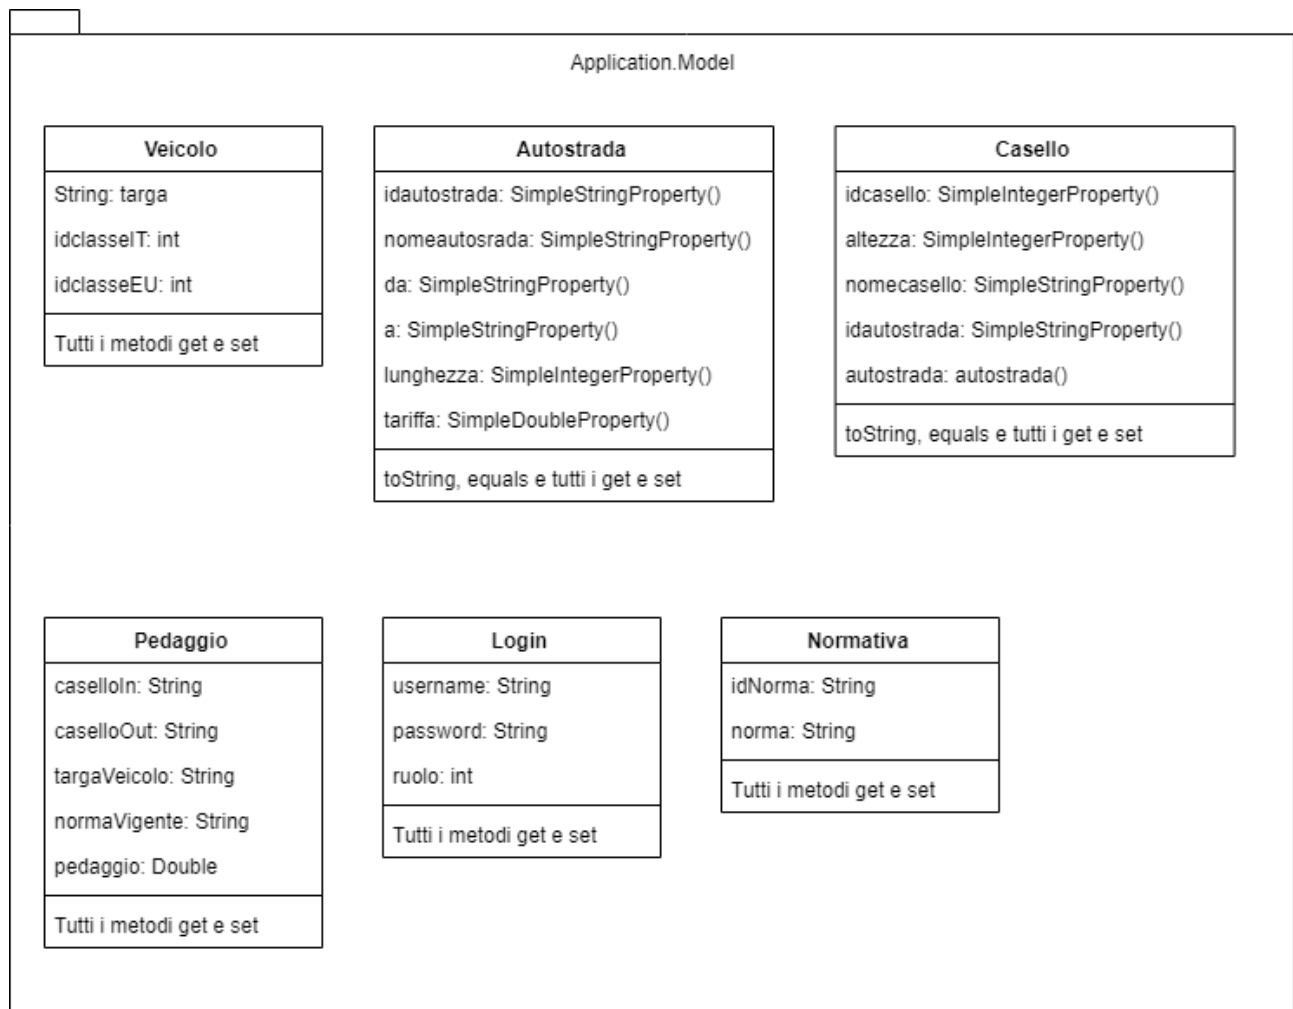 Application.Model
Veicolo
String: targa
idclasseIT: int
idclasseEU: int
Tutti i metodi get e set
Autostrada
idautostrada: SimpleStringProperty()
nomeautosrada: SimpleStringProperty()
da: SimpleStringProperty()
a: SimpleStringProperty()
lunghezza: SimpleIntegerProperty()
tariffa: SimpleDoubleProperty()
toString, equals e tutti i get e set
Casello
idcasello: SimpleIntegerProperty()
altezza: SimpleIntegerProperty()
nomecasello: SimpleStringProperty()
idautostrada: SimpleStringProperty()
autostrada: autostrada()
toString, equals e tutti i get e set
Pedaggio
caselloIn: String
caselloOut: String
targaVeicolo: String
normaVigente: String
pedaggio: Double
Tutti i metodi get e set
Login
username: String
password: String
ruolo: int
Tutti i metodi get e set
Normativa
idNorma: String
norma: String
Tutti i metodi get e set